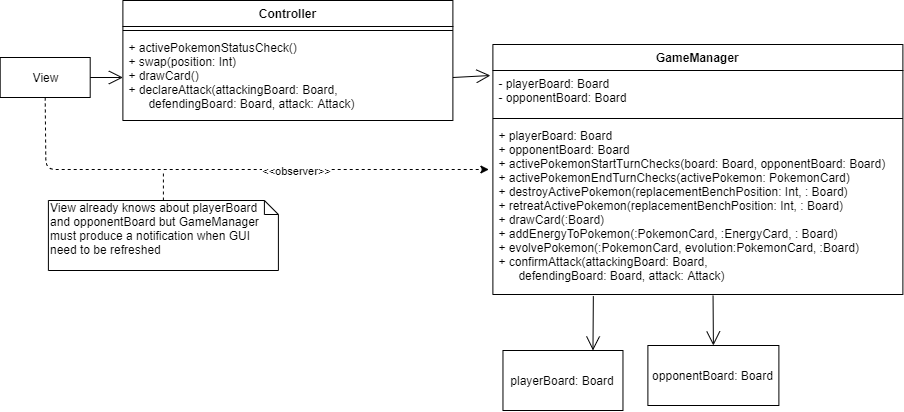 Controller
+ activePokemonStatusCheck()
+ swap(position: Int)
+ drawCard()
+ declareAttack(attackingBoard: Board,
defendingBoard: Board, attack: Attack)
View
GameManager
- playerBoard: Board
- opponentBoard: Board
+ playerBoard: Board
+ opponentBoard: Board
+ activePokemonStartTurnChecks(board: Board, opponentBoard: Board)
+ activePokemonEndTurnChecks(activePokemon: PokemonCard)
+ destroyActivePokemon(replacementBenchPosition: Int, : Board)
+ retreatActivePokemon(replacementBenchPosition: Int, : Board)
+ drawCard(:Board)
+ addEnergyToPokemon(:PokemonCard, :EnergyCard, : Board)
+ evolvePokemon(:PokemonCard, evolution:PokemonCard, :Board)
+ confirmAttack(attackingBoard: Board,
defendingBoard: Board, attack: Attack)
<<observer>>
View already knows about playerBoard
and opponentBoard but GameManager
must produce a notification when GUI
need to be refreshed
playerBoard: Board
opponentBoard: Board